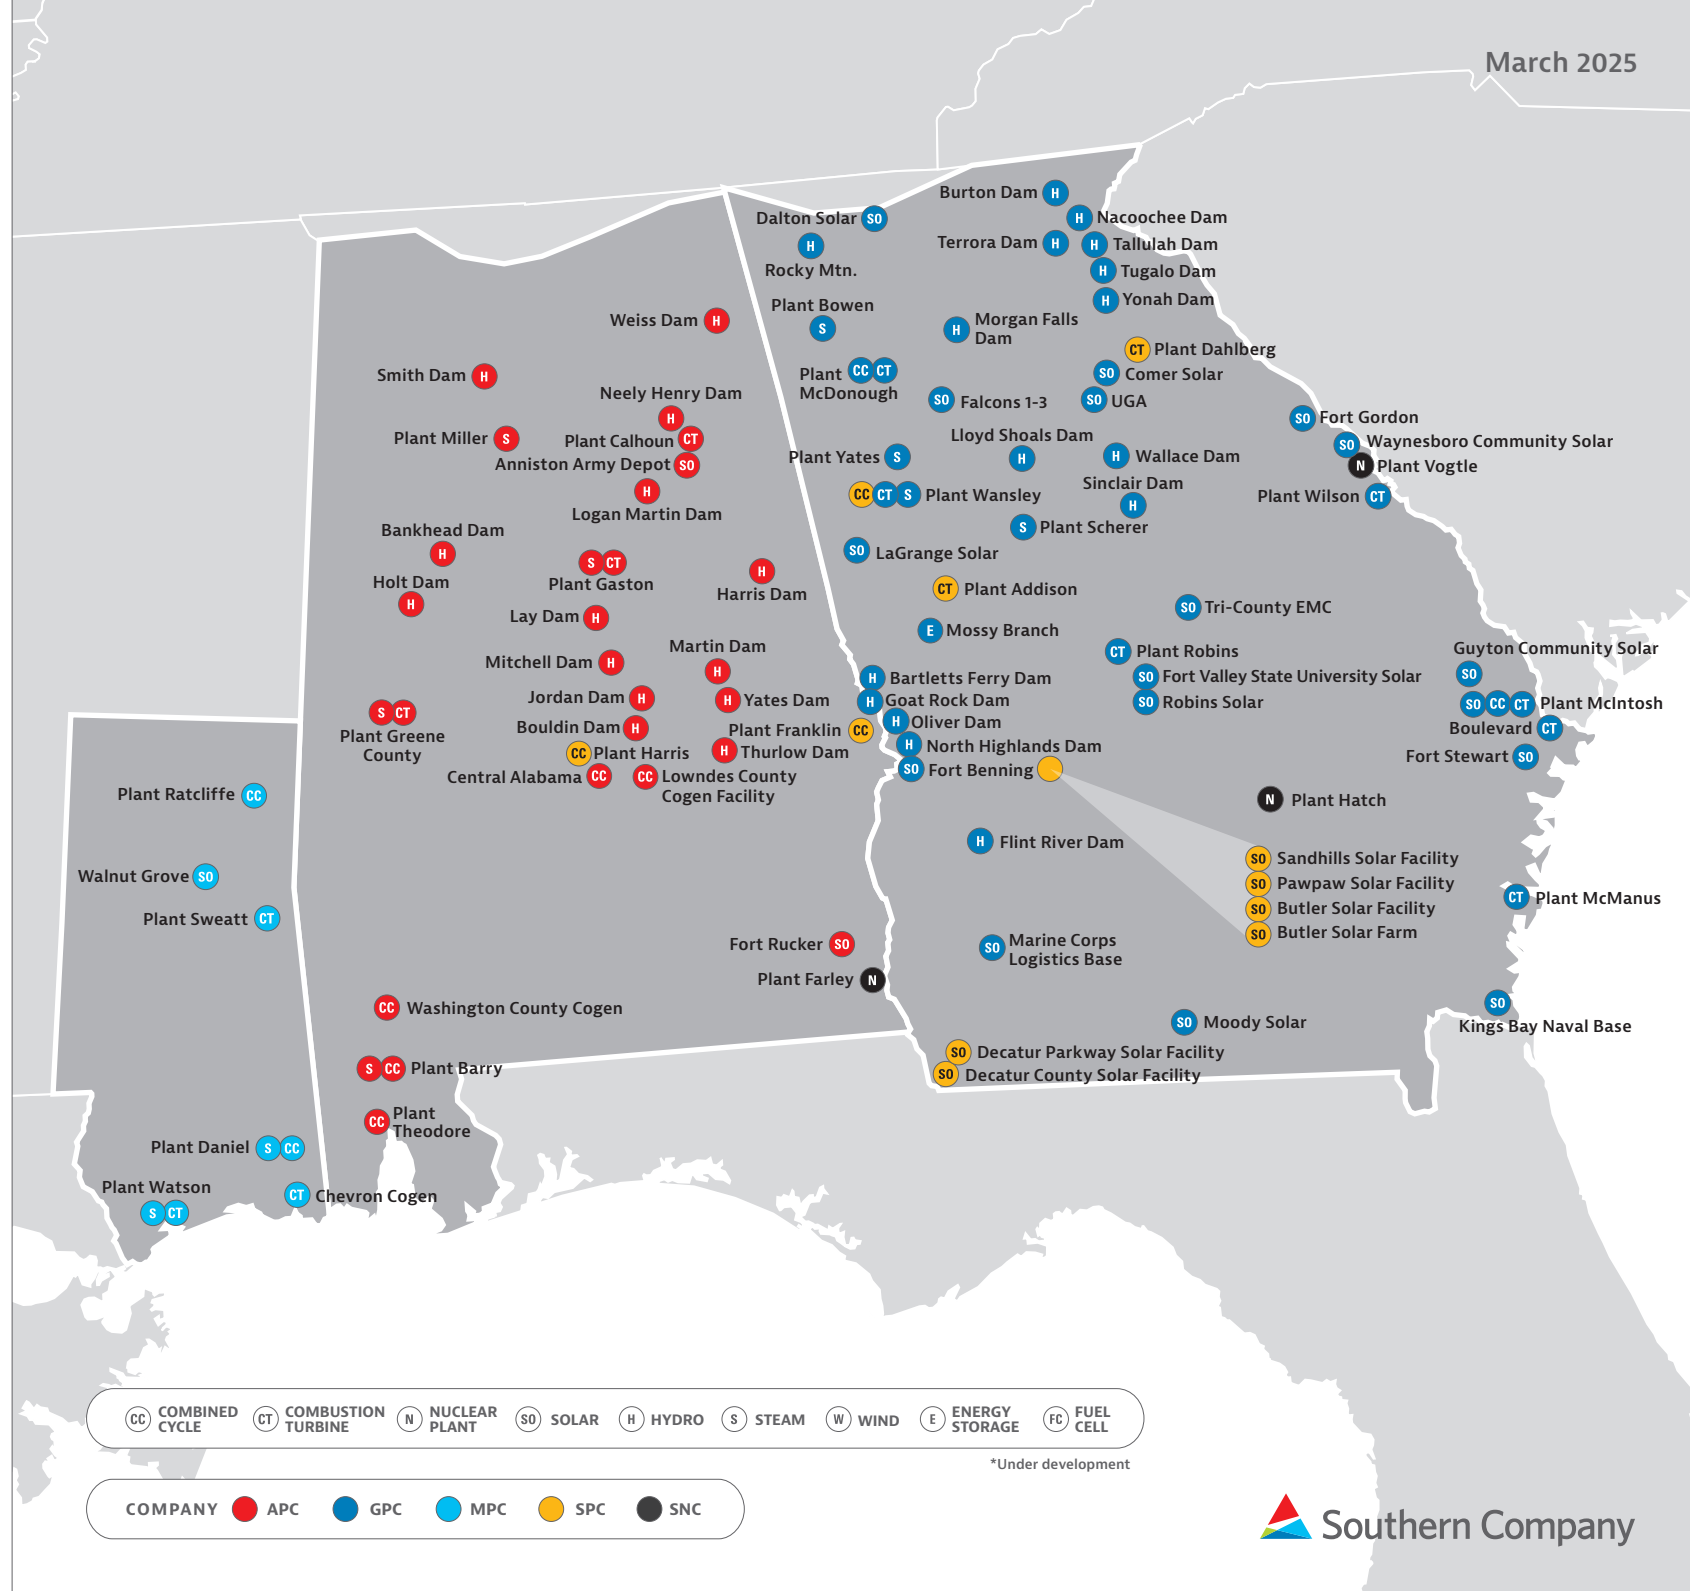 March 2025
Burton Dam H
Dalton Solar SO
H Nacoochee Dam
Terrora Dam H
H Tallulah Dam
H
Rocky Mtn.
H Tugalo Dam
H Yonah Dam
Plant Bowen
S
Weiss Dam H
H Morgan Falls
Dam
CT Plant Dahlberg
Plant CC CT
McDonough
SO Comer Solar
Smith Dam H
Neely Henry Dam
H
SO Falcons 1-3
SO UGA
SO Fort Gordon
Plant Miller S
Plant Calhoun CT
Lloyd Shoals Dam
H
SO Waynesboro Community Solar
Anniston Army Depot SO
Plant Yates S
H Wallace Dam
N Plant Vogtle
H
Logan Martin Dam
CC CT S Plant Wansley
Sinclair Dam
H
Plant Wilson CT
Bankhead Dam
H
S Plant Scherer
SO LaGrange Solar
S CT
Plant Gaston
H
Harris Dam
Holt Dam
H
CT Plant Addison
Lay Dam H
SO Tri-County EMC
E Mossy Branch
Martin Dam
H
Mitchell Dam H
CT Plant Robins
Guyton Community Solar
SO
H Bartletts Ferry Dam
SO Fort Valley State University Solar
Jordan Dam H
H Yates Dam
H Goat Rock Dam
SO Robins Solar
SO CC CT Plant McIntosh
S CT
Plant Greene
County
Bouldin Dam H
Plant Franklin CC
H Oliver Dam
Boulevard CT
CC Plant Harris
H Thurlow Dam
H North Highlands Dam
Fort Stewart SO
Central Alabama CC
CC Lowndes County
Cogen Facility
SO Fort Benning
Plant Ratcliffe CC
N Plant Hatch
H Flint River Dam
SO Sandhills Solar Facility
SO Pawpaw Solar Facility
SO Butler Solar Facility
SO Butler Solar Farm
Walnut Grove SO
CT Plant McManus
Plant Sweatt CT
Fort Rucker SO
SO Marine Corps
Logistics Base
Plant Farley N
CC Washington County Cogen
SO
Kings Bay Naval Base
SO Moody Solar
SO Decatur Parkway Solar Facility
SO Decatur County Solar Facility
S CC Plant Barry
CC Plant
Theodore
Plant Daniel S CC
Plant Watson
S CT
CT Chevron Cogen
CC COMBINED
CYCLE
CT COMBUSTION
TURBINE
N NUCLEAR
PLANT
SO SOLAR
H HYDRO
S STEAM
W WIND
E ENERGY
STORAGE
FC FUEL
CELL
*Under development
COMPANY APC GPC MPC SPC SNC
Southern Company